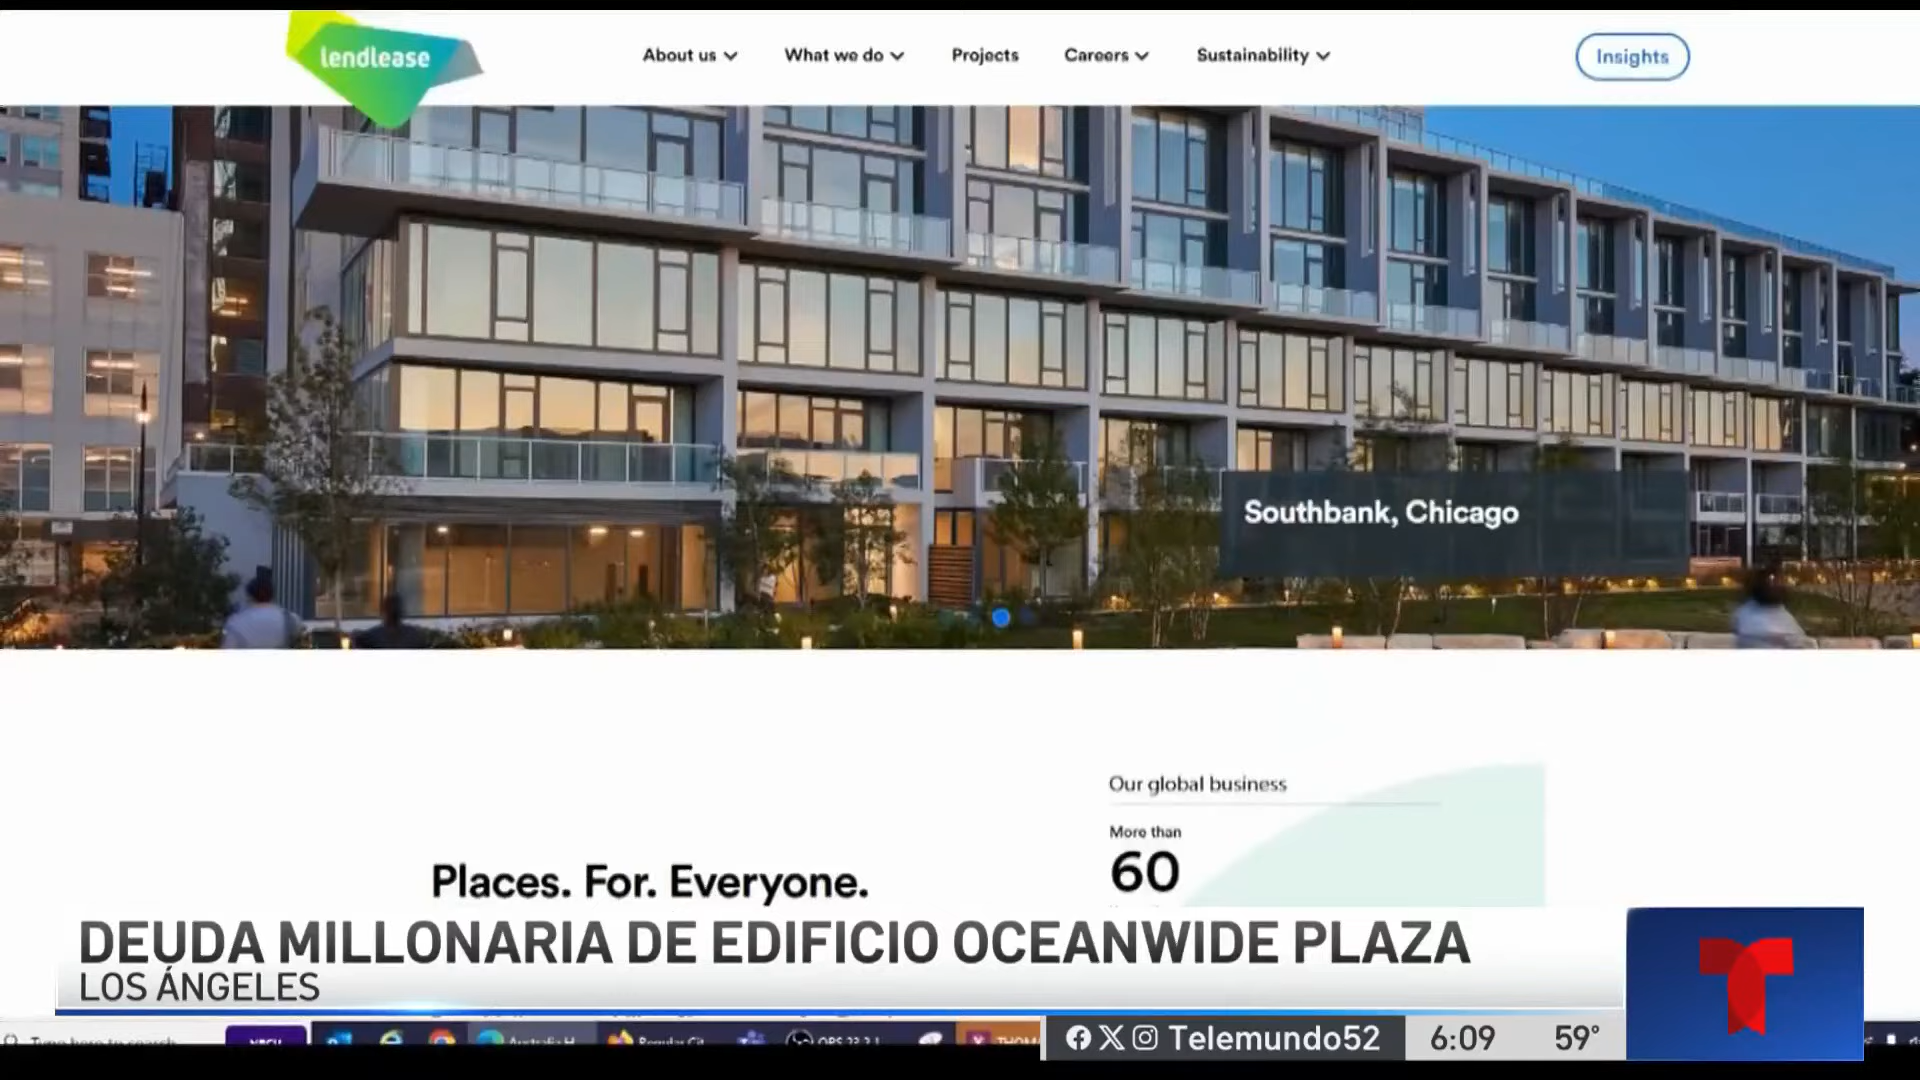 lendlease
About us
What we do
Projects
Careers
Sustainability
Insights
Southbank, Chicago
Our global business
More than
60
Places. For. Everyone.
DEUDA MILLONARIA DE EDIFICIO OCEANWIDE PLAZA
LOS ÁNGELES
Telemundo52
6:09
59°